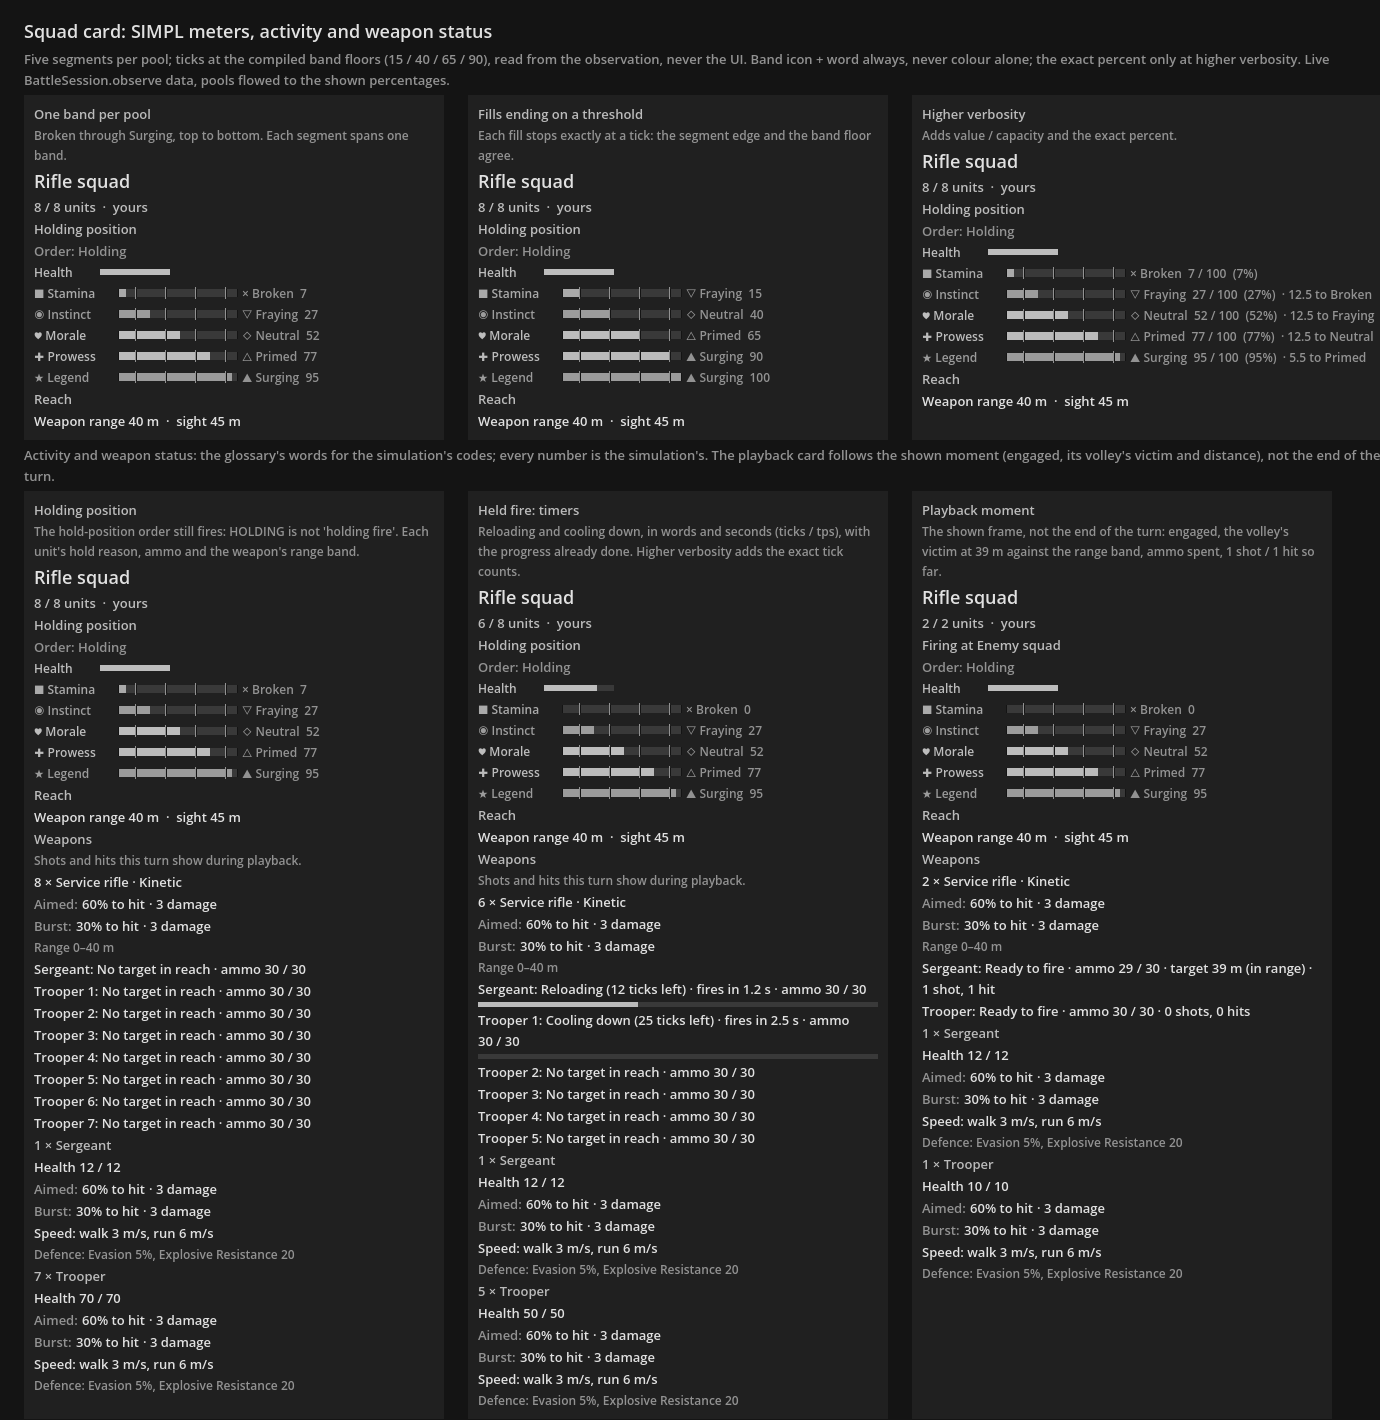 Squad card: SIMPL meters, activity and weapon status
Five segments per pool; ticks at the compiled band floors (15 / 40 / 65 / 90), read from the observation, never the UI. Band icon + word always, never colour alone; the exact percent only at higher verbosity. Live
BattleSession.observe data, pools flowed to the shown percentages.
One band per pool
Broken through Surging, top to bottom. Each segment spans one
band.
Rifle squad
8 / 8 units · yours
Holding position
Order: Holding
Health
■ Stamina × Broken 7
◉ Instinct ▽ Fraying 27
♥ Morale ◇ Neutral 52
✚ Prowess △ Primed 77
★ Legend ▲ Surging 95
Reach
Weapon range 40 m · sight 45 m
Fills ending on a threshold
Each fill stops exactly at a tick: the segment edge and the band floor
agree.
Rifle squad
8 / 8 units · yours
Holding position
Order: Holding
Health
■ Stamina ▽ Fraying 15
◉ Instinct ◇ Neutral 40
♥ Morale △ Primed 65
✚ Prowess ▲ Surging 90
★ Legend ▲ Surging 100
Reach
Weapon range 40 m · sight 45 m
Higher verbosity
Adds value / capacity and the exact percent.
Rifle squad
8 / 8 units · yours
Holding position
Order: Holding
Health
■ Stamina × Broken 7 / 100 (7%)
◉ Instinct ▽ Fraying 27 / 100 (27%) · 12.5 to Broken
♥ Morale ◇ Neutral 52 / 100 (52%) · 12.5 to Fraying
✚ Prowess △ Primed 77 / 100 (77%) · 12.5 to Neutral
★ Legend ▲ Surging 95 / 100 (95%) · 5.5 to Primed
Reach
Weapon range 40 m · sight 45 m
Activity and weapon status: the glossary's words for the simulation's codes; every number is the simulation's. The playback card follows the shown moment (engaged, its volley's victim and distance), not the end of the
turn.
Holding position
The hold-position order still fires: HOLDING is not 'holding fire'. Each
unit's hold reason, ammo and the weapon's range band.
Rifle squad
8 / 8 units · yours
Holding position
Order: Holding
Health
■ Stamina × Broken 7
◉ Instinct ▽ Fraying 27
♥ Morale ◇ Neutral 52
✚ Prowess △ Primed 77
★ Legend ▲ Surging 95
Reach
Weapon range 40 m · sight 45 m
Weapons
Shots and hits this turn show during playback.
8 × Service rifle · Kinetic
Aimed: 60% to hit · 3 damage
Burst: 30% to hit · 3 damage
Range 0–40 m
Sergeant: No target in reach · ammo 30 / 30
Trooper 1: No target in reach · ammo 30 / 30
Trooper 2: No target in reach · ammo 30 / 30
Trooper 3: No target in reach · ammo 30 / 30
Trooper 4: No target in reach · ammo 30 / 30
Trooper 5: No target in reach · ammo 30 / 30
Trooper 6: No target in reach · ammo 30 / 30
Trooper 7: No target in reach · ammo 30 / 30
1 × Sergeant
Health 12 / 12
Aimed: 60% to hit · 3 damage
Burst: 30% to hit · 3 damage
Speed: walk 3 m/s, run 6 m/s
Defence: Evasion 5%, Explosive Resistance 20
7 × Trooper
Health 70 / 70
Aimed: 60% to hit · 3 damage
Burst: 30% to hit · 3 damage
Speed: walk 3 m/s, run 6 m/s
Defence: Evasion 5%, Explosive Resistance 20
Held fire: timers
Reloading and cooling down, in words and seconds (ticks / tps), with
the progress already done. Higher verbosity adds the exact tick
counts.
Rifle squad
6 / 8 units · yours
Holding position
Order: Holding
Health
■ Stamina × Broken 0
◉ Instinct ▽ Fraying 27
♥ Morale ◇ Neutral 52
✚ Prowess △ Primed 77
★ Legend ▲ Surging 95
Reach
Weapon range 40 m · sight 45 m
Weapons
Shots and hits this turn show during playback.
6 × Service rifle · Kinetic
Aimed: 60% to hit · 3 damage
Burst: 30% to hit · 3 damage
Range 0–40 m
Sergeant: Reloading (12 ticks left) · fires in 1.2 s · ammo 30 / 30
Trooper 1: Cooling down (25 ticks left) · fires in 2.5 s · ammo
30 / 30
Trooper 2: No target in reach · ammo 30 / 30
Trooper 3: No target in reach · ammo 30 / 30
Trooper 4: No target in reach · ammo 30 / 30
Trooper 5: No target in reach · ammo 30 / 30
1 × Sergeant
Health 12 / 12
Aimed: 60% to hit · 3 damage
Burst: 30% to hit · 3 damage
Speed: walk 3 m/s, run 6 m/s
Defence: Evasion 5%, Explosive Resistance 20
5 × Trooper
Health 50 / 50
Aimed: 60% to hit · 3 damage
Burst: 30% to hit · 3 damage
Speed: walk 3 m/s, run 6 m/s
Defence: Evasion 5%, Explosive Resistance 20
Playback moment
The shown frame, not the end of the turn: engaged, the volley's
victim at 39 m against the range band, ammo spent, 1 shot / 1 hit so
far.
Rifle squad
2 / 2 units · yours
Firing at Enemy squad
Order: Holding
Health
■ Stamina × Broken 0
◉ Instinct ▽ Fraying 27
♥ Morale ◇ Neutral 52
✚ Prowess △ Primed 77
★ Legend ▲ Surging 95
Reach
Weapon range 40 m · sight 45 m
Weapons
2 × Service rifle · Kinetic
Aimed: 60% to hit · 3 damage
Burst: 30% to hit · 3 damage
Range 0–40 m
Sergeant: Ready to fire · ammo 29 / 30 · target 39 m (in range) ·
1 shot, 1 hit
Trooper: Ready to fire · ammo 30 / 30 · 0 shots, 0 hits
1 × Sergeant
Health 12 / 12
Aimed: 60% to hit · 3 damage
Burst: 30% to hit · 3 damage
Speed: walk 3 m/s, run 6 m/s
Defence: Evasion 5%, Explosive Resistance 20
1 × Trooper
Health 10 / 10
Aimed: 60% to hit · 3 damage
Burst: 30% to hit · 3 damage
Speed: walk 3 m/s, run 6 m/s
Defence: Evasion 5%, Explosive Resistance 20